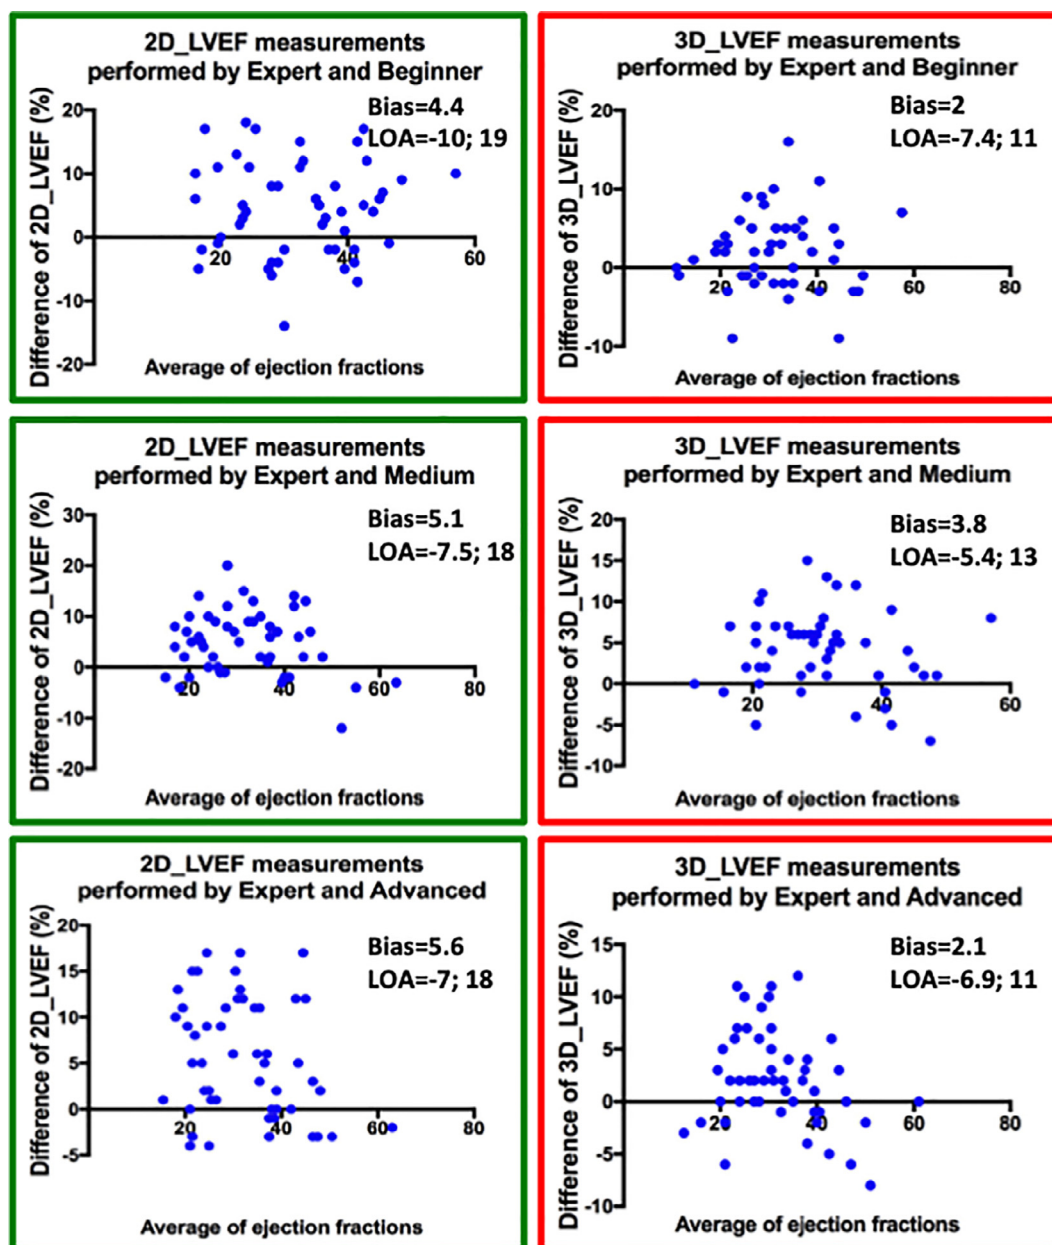 2D_LVEF measurements
performed by Expert and Beginner
Bias=4.4
LOA=-10; 19
Difference of 2D_LVEF (%)
20
10
0
-10
-20
20
40
60
Average of ejection fractions
3D_LVEF measurements
performed by Expert and Beginner
Bias=2
LOA=-7.4; 11
Difference of 3D_LVEF (%)
20
10
0
-10
20
40
60
80
Average of ejection fractions
2D_LVEF measurements
performed by Expert and Medium
Bias=5.1
LOA=-7.5; 18
Difference of 2D_LVEF (%)
30
20
10
0
-10
-20
20
40
60
80
Average of ejection fractions
3D_LVEF measurements
performed by Expert and Medium
Bias=3.8
LOA=-5.4; 13
Difference of 3D_LVEF (%)
20
15
10
5
0
-5
-10
20
40
60
Average of ejection fractions
2D_LVEF measurements
performed by Expert and Advanced
Bias=5.6
LOA=-7; 18
Difference of 2D_LVEF (%)
20
15
10
5
0
-5
20
40
60
80
Average of ejection fractions
3D_LVEF measurements
performed by Expert and Advanced
Bias=2.1
LOA=-6.9; 11
Difference of 3D_LVEF (%)
15
10
5
0
-5
-10
20
40
60
80
Average of ejection fractions